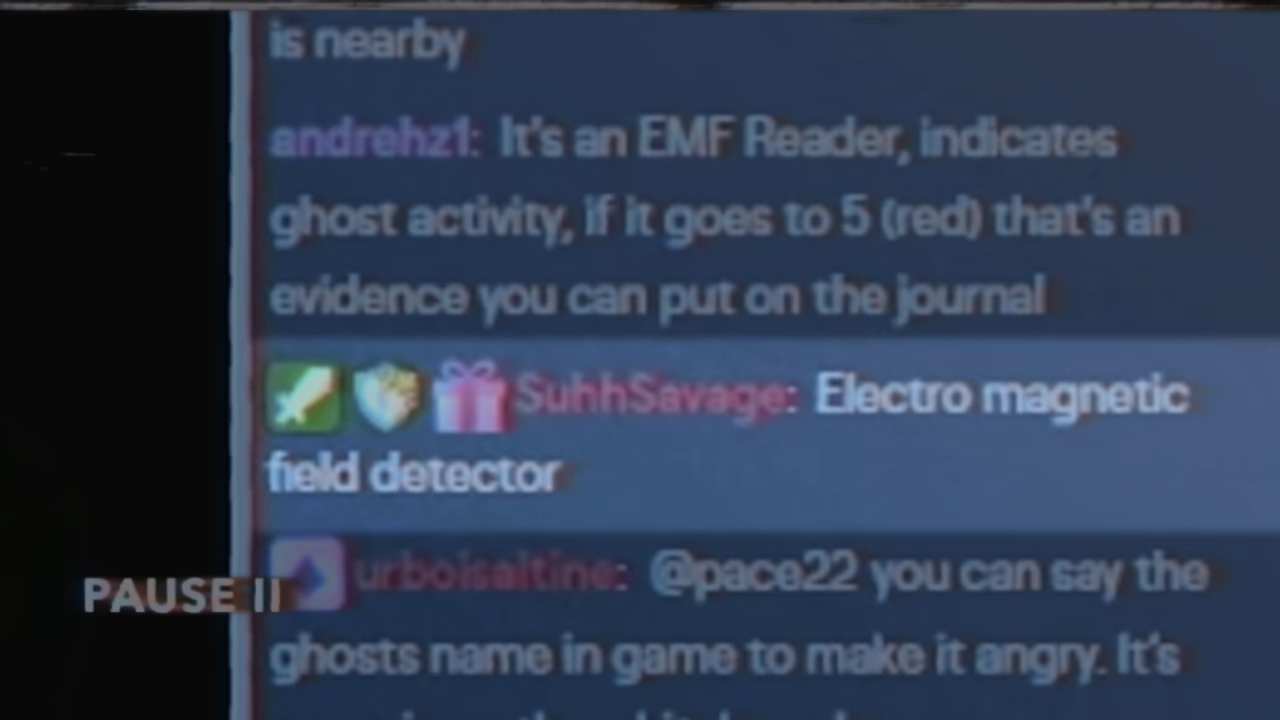 is nearby
andrehz1: It's an EMF Reader, indicates
ghost activity, if it goes to 5 (red) that's an
evidence you can put on the journal
SuhhSavage: Electro magnetic
field detector
urboisaltine: @pace22 you can say the
PAUSE II
ghosts name in game to make it angry. It's